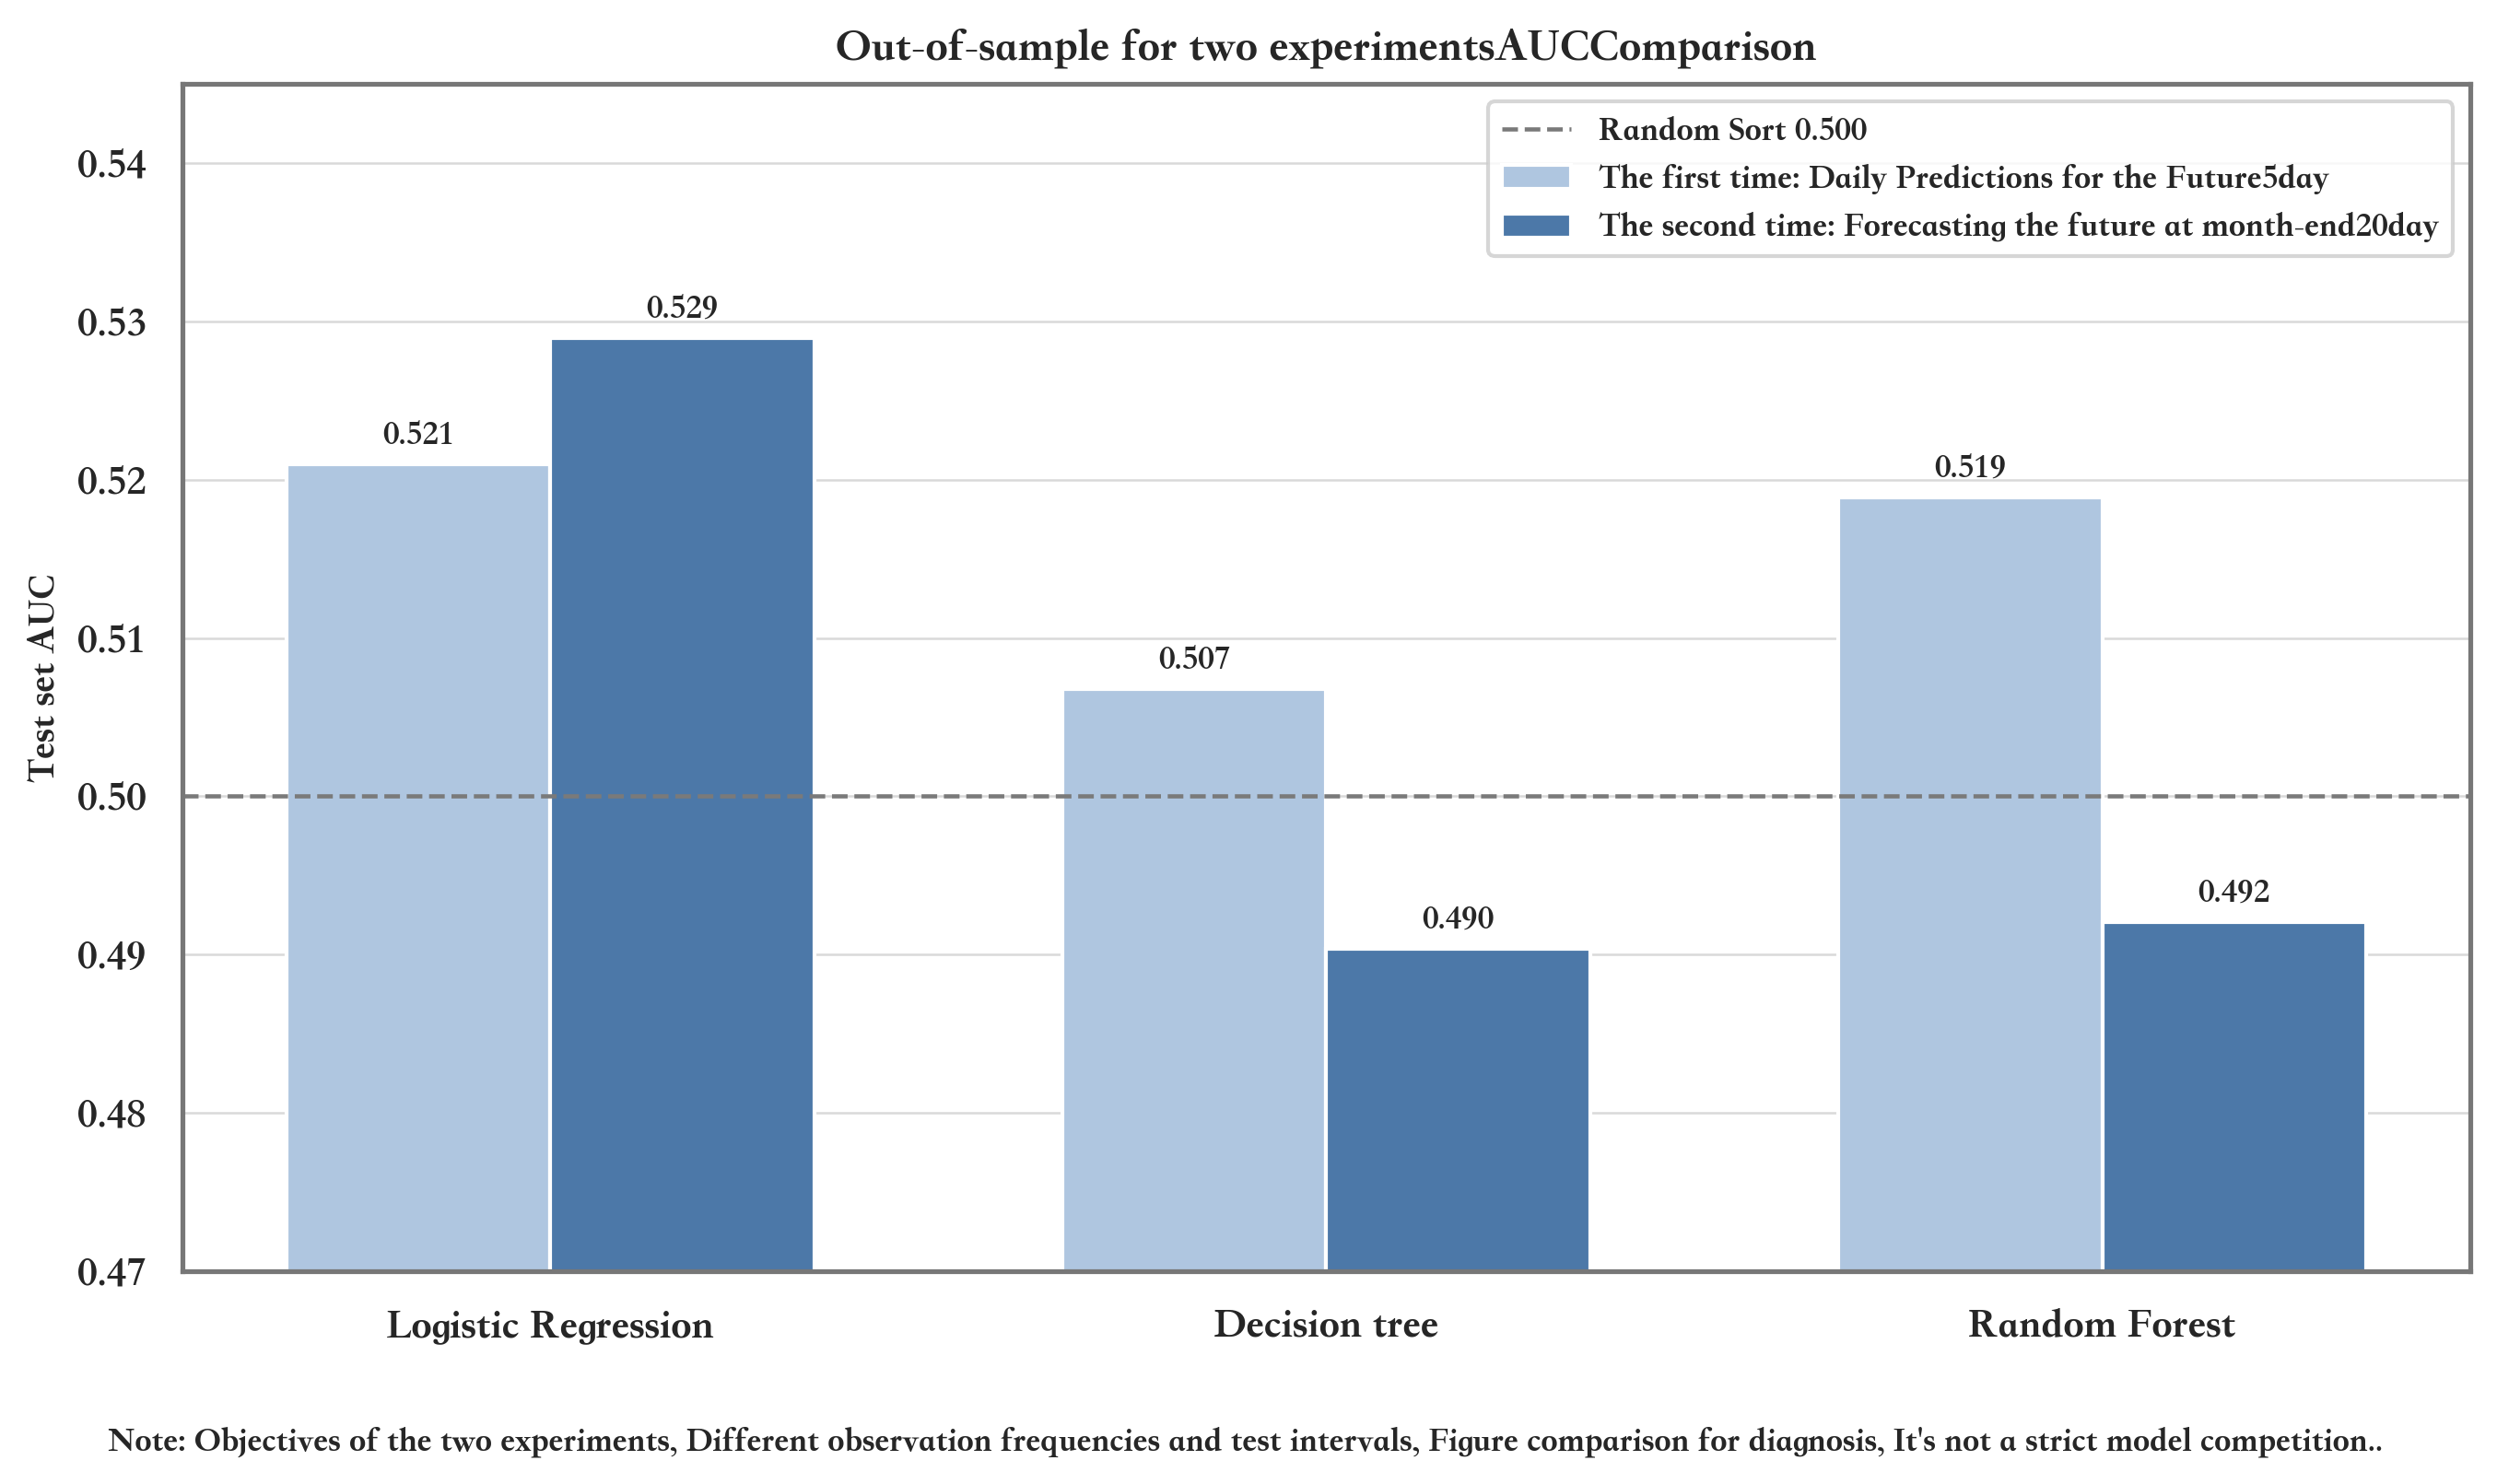 Out-of-sample for two experimentsAUCComparison
Random Sort 0.500
The first time: Daily Predictions for the Future5day
The second time: Forecasting the future at month-end20day
Test set AUC
0.54
0.53
0.52
0.51
0.50
0.49
0.48
0.47
0.521
0.529
0.507
0.490
0.519
0.492
Logistic Regression
Decision tree
Random Forest
Note: Objectives of the two experiments, Different observation frequencies and test intervals, Figure comparison for diagnosis, It's not a strict model competition..